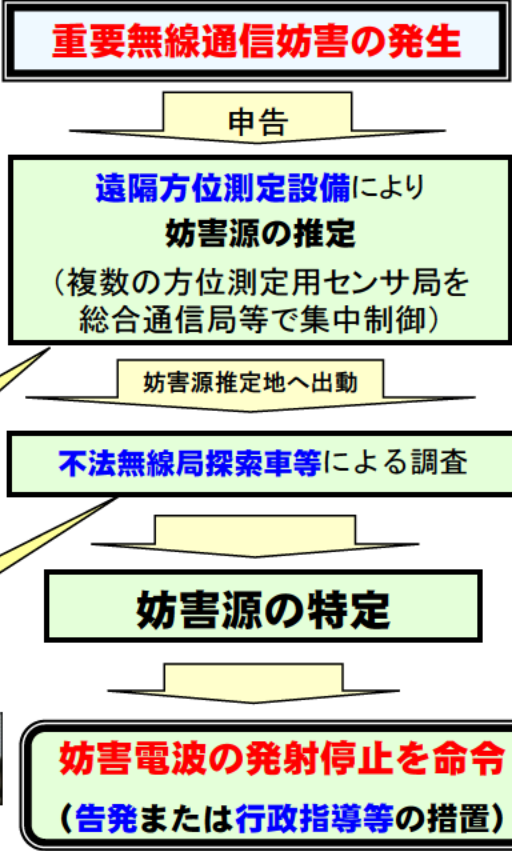 重要無線通信妨害の発生
申告
遠隔方位測定設備により
妨害源の推定
（複数の方位測定用センサ局を
総合通信局等で集中制御）
妨害源推定地へ出動
不法無線局探索車等による調査
妨害源の特定
妨害電波の発射停止を命令
（告発または行政指導等の措置）